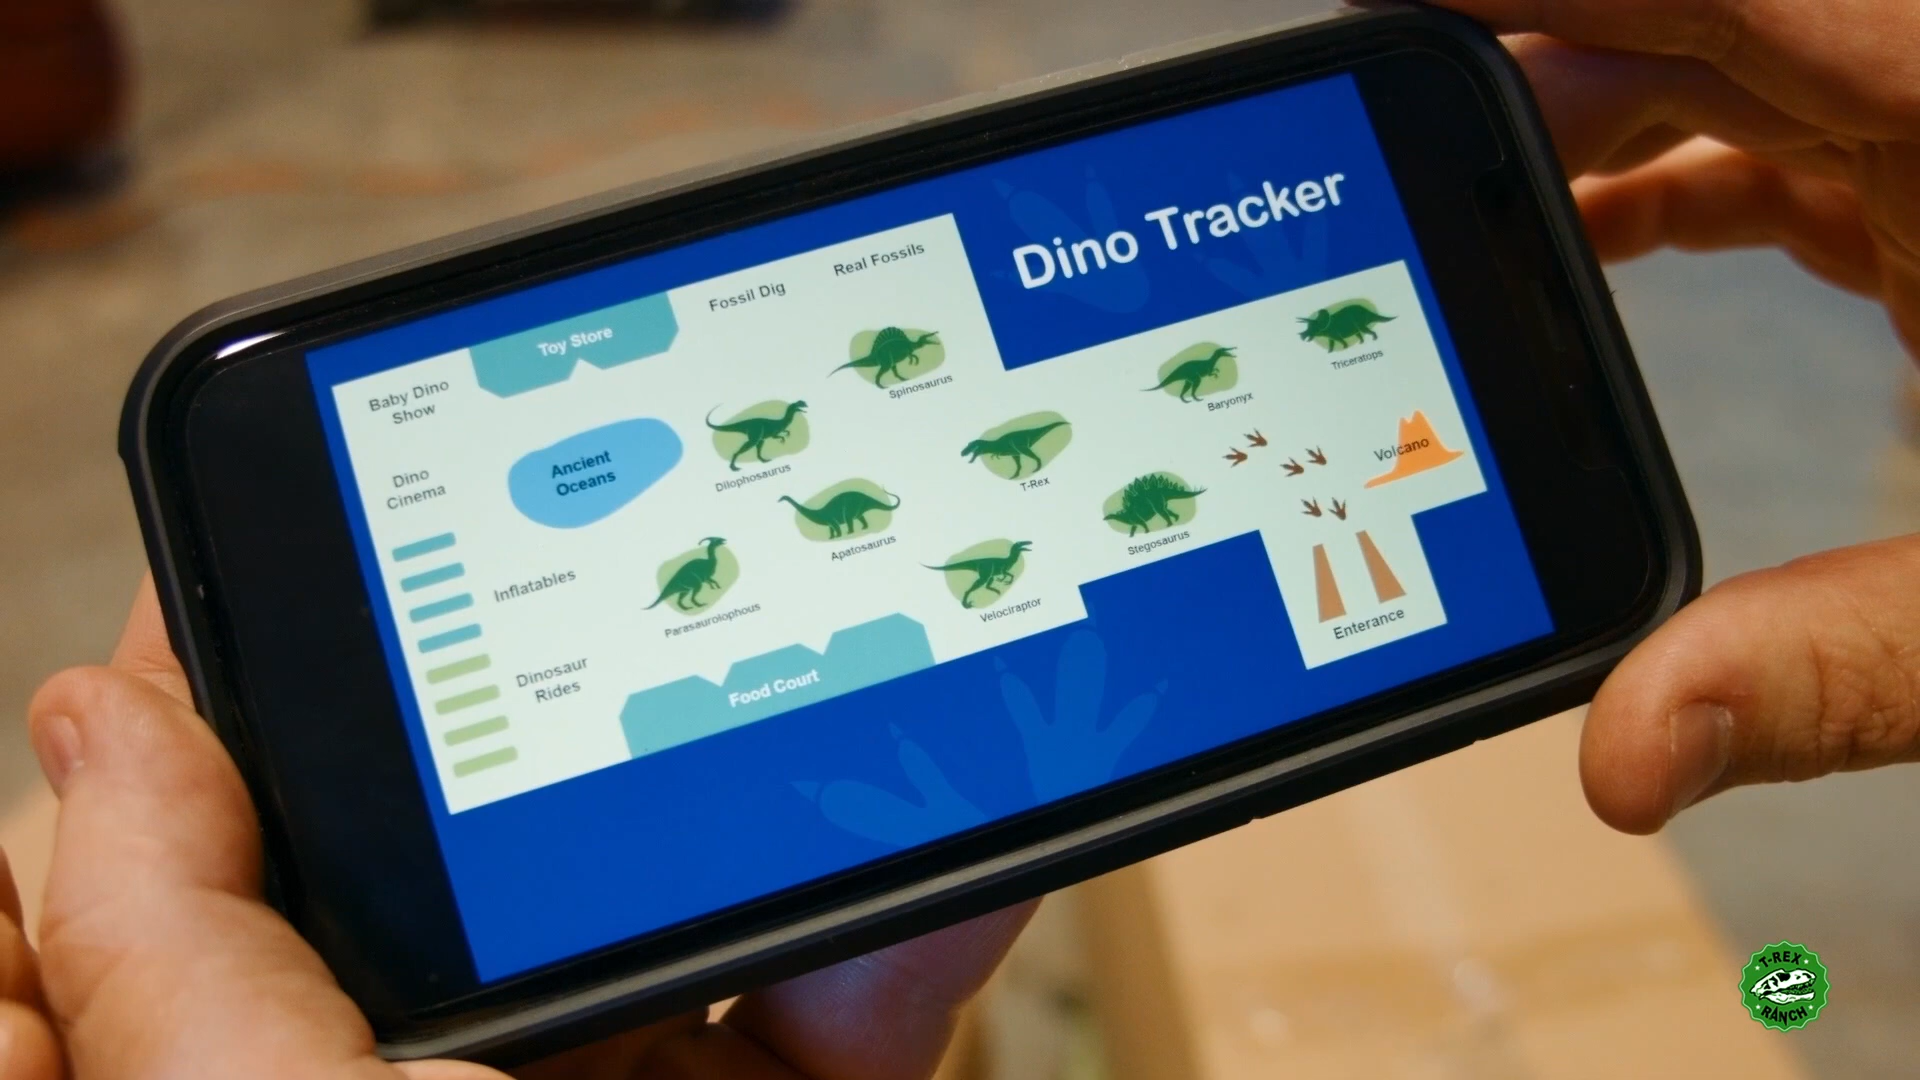 Dino Tracker
Real Fossils
Fossil Dig
Toy Store
Baby Dino
Show
Spinosaurus
Triceratops
Baryonyx
Volcano
Ancient
Oceans
Dilophosaurus
T-Rex
Dino
Cinema
Apatosaurus
Stegosaurus
Inflatables
Parasaurolophous
Velociraptor
Enterance
Dinosaur
Rides
Food Court
T-REX
RANCH